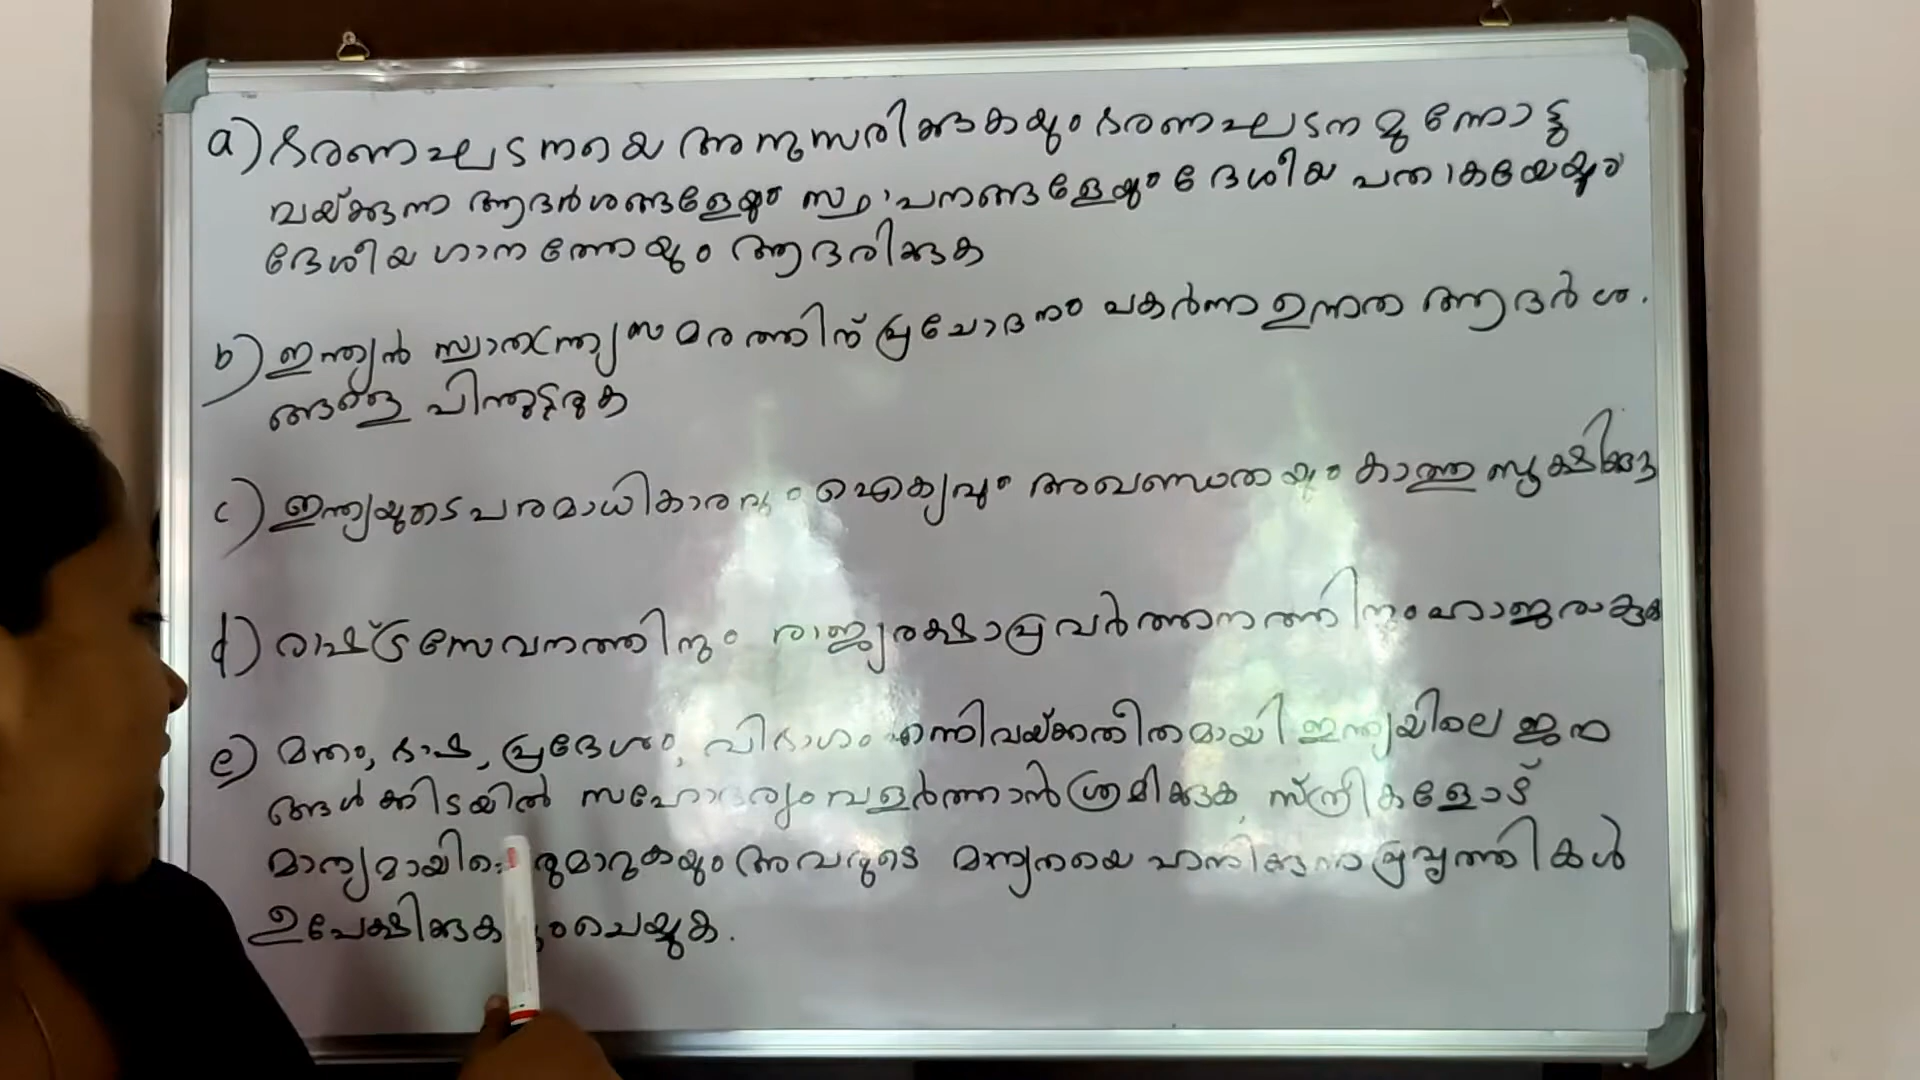 a) ഭരണഘടനയെ അനുസരിക്കുകയും ഭരണഘടന മുന്നോട്ടു
വയ്ക്കുന്ന ആദർശങ്ങളേയും സ്ഥാപനങ്ങളേയും ദേശീയ പതാകയേയും
ദേശീയ ഗാനത്തേയും ആദരിക്കുക
b) ഇന്ത്യൻ സ്വാതന്ത്ര്യസമരത്തിന് പ്രചോദനം പകർന്ന ഉന്നത ആദർശ.
ങ്ങളെ പിന്തുടരുക
c) ഇന്ത്യയുടെ പരമാധികാരവും ഐക്യവും അഖണ്ഡതയും കാത്തു സൂക്ഷിക്കു
d) രാഷ്ട്രസേവനത്തിനും രാജ്യരക്ഷാപ്രവർത്തനത്തിനും ഹാജരാകുക
e) മതം, ഭാഷ, പ്രദേശം, വിഭാഗം എന്നിവയ്ക്കതീതമായി ഇന്ത്യയിലെ ജന
ങ്ങൾക്കിടയിൽ സഹോദര്യം വളർത്താൻ ശ്രമിക്കുക, സ്ത്രീകളോട്
മാന്യമായി അവരുടെ മന്യതയെ ഹനിക്കുന്ന പ്രവൃത്തികൾ
ഉപേക്ഷിക്കുക ചെയ്യുക.